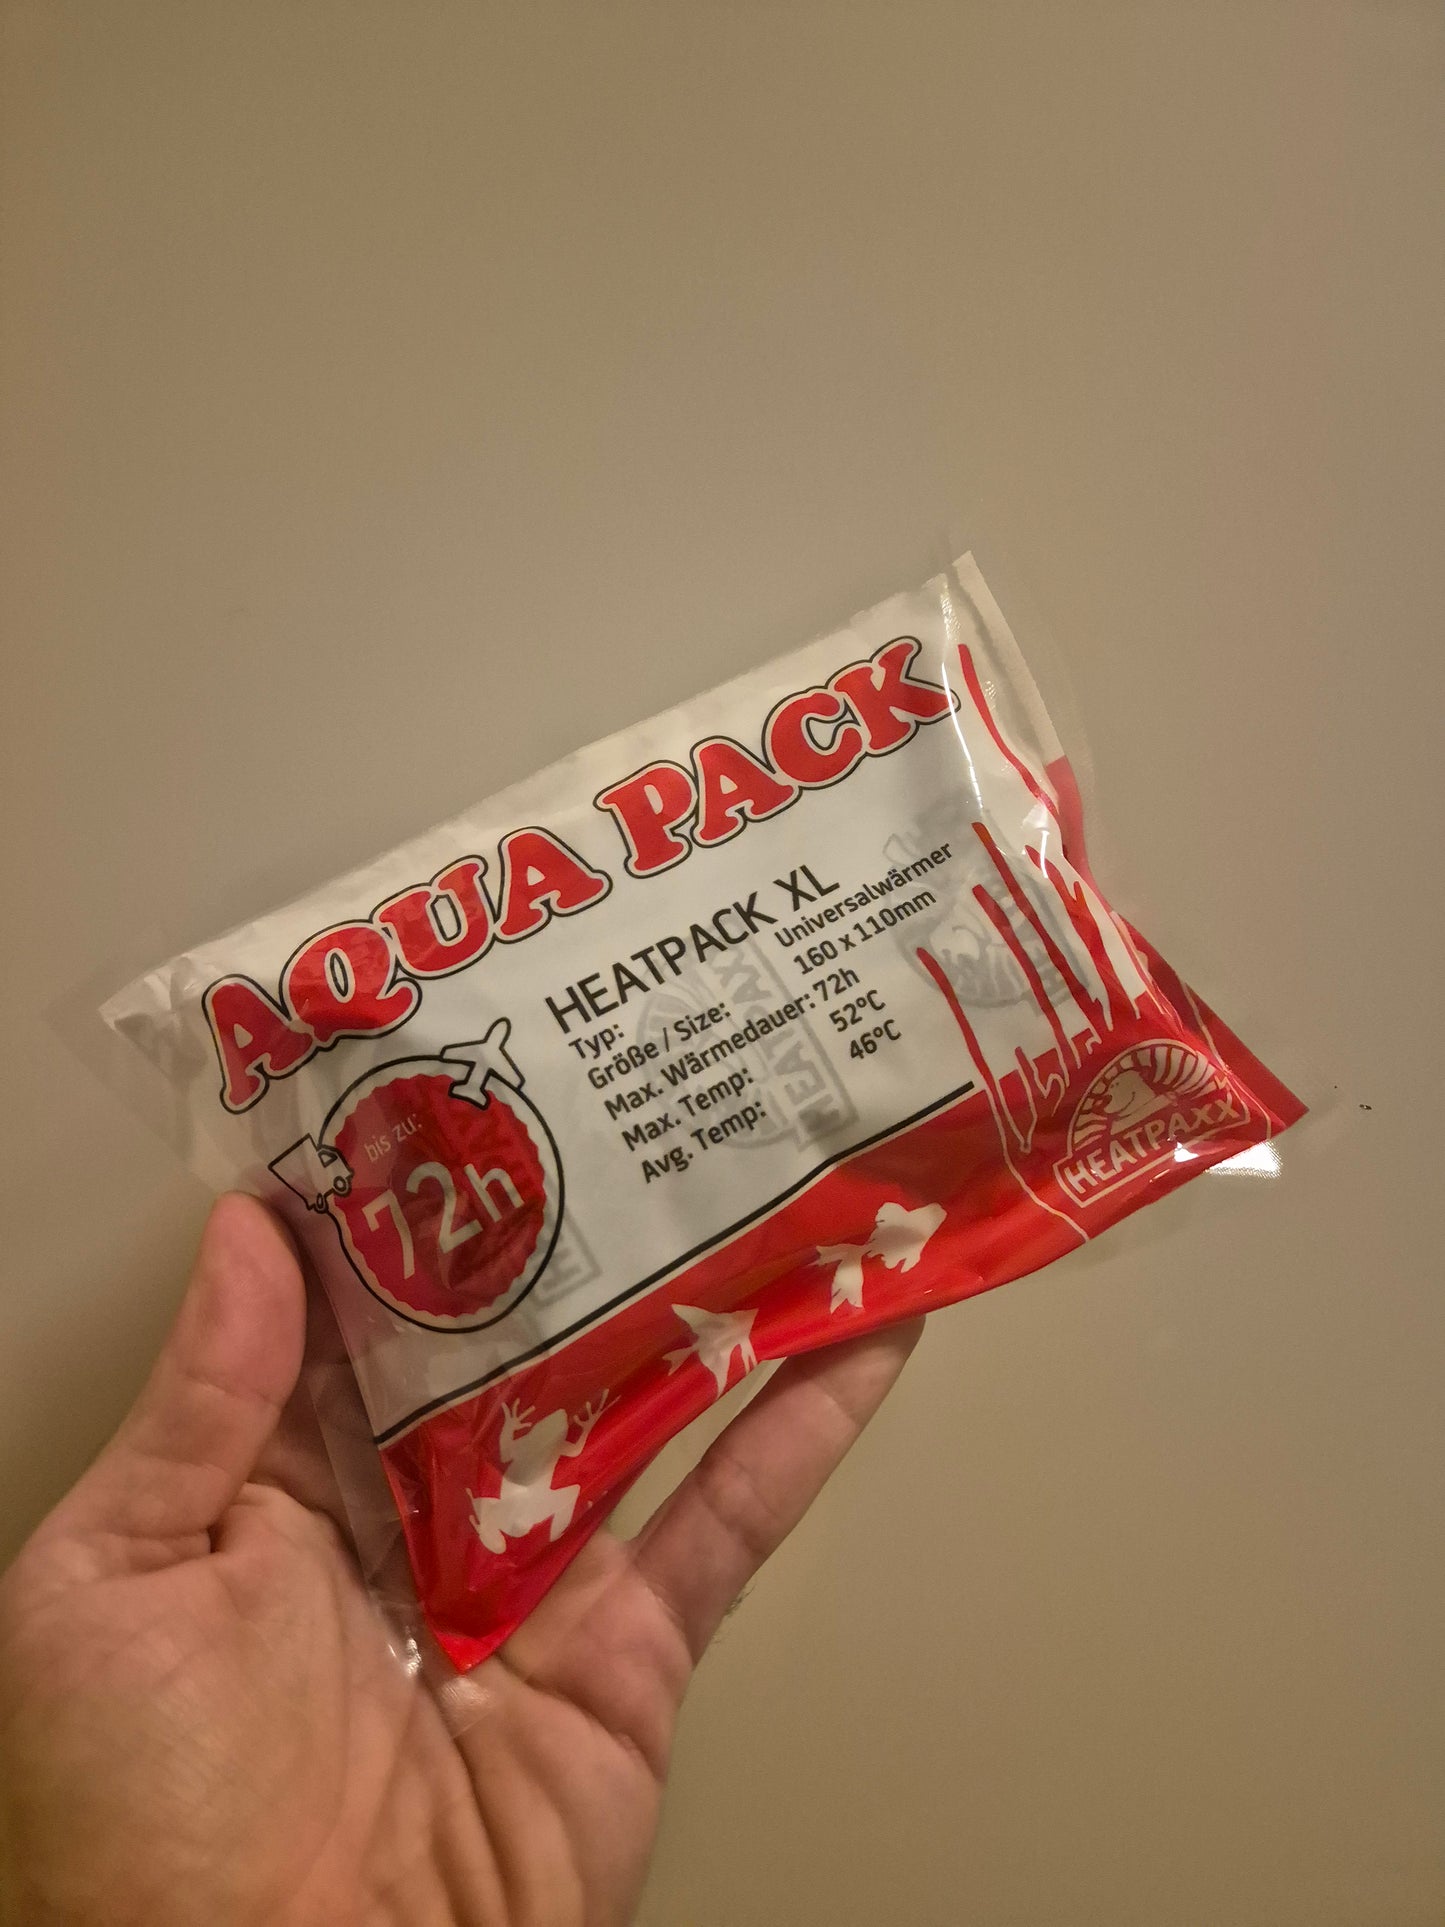 AQUA PACK
HEATPACK XL
Typ: Universalwärmer
Größe / Size: 160 x 110mm
Max. Wärmedauer: 72h
Max. Temp: 52°C
Avg. Temp: 46°C
bis zu:
72h
HEATPAXX
HEATPAXX